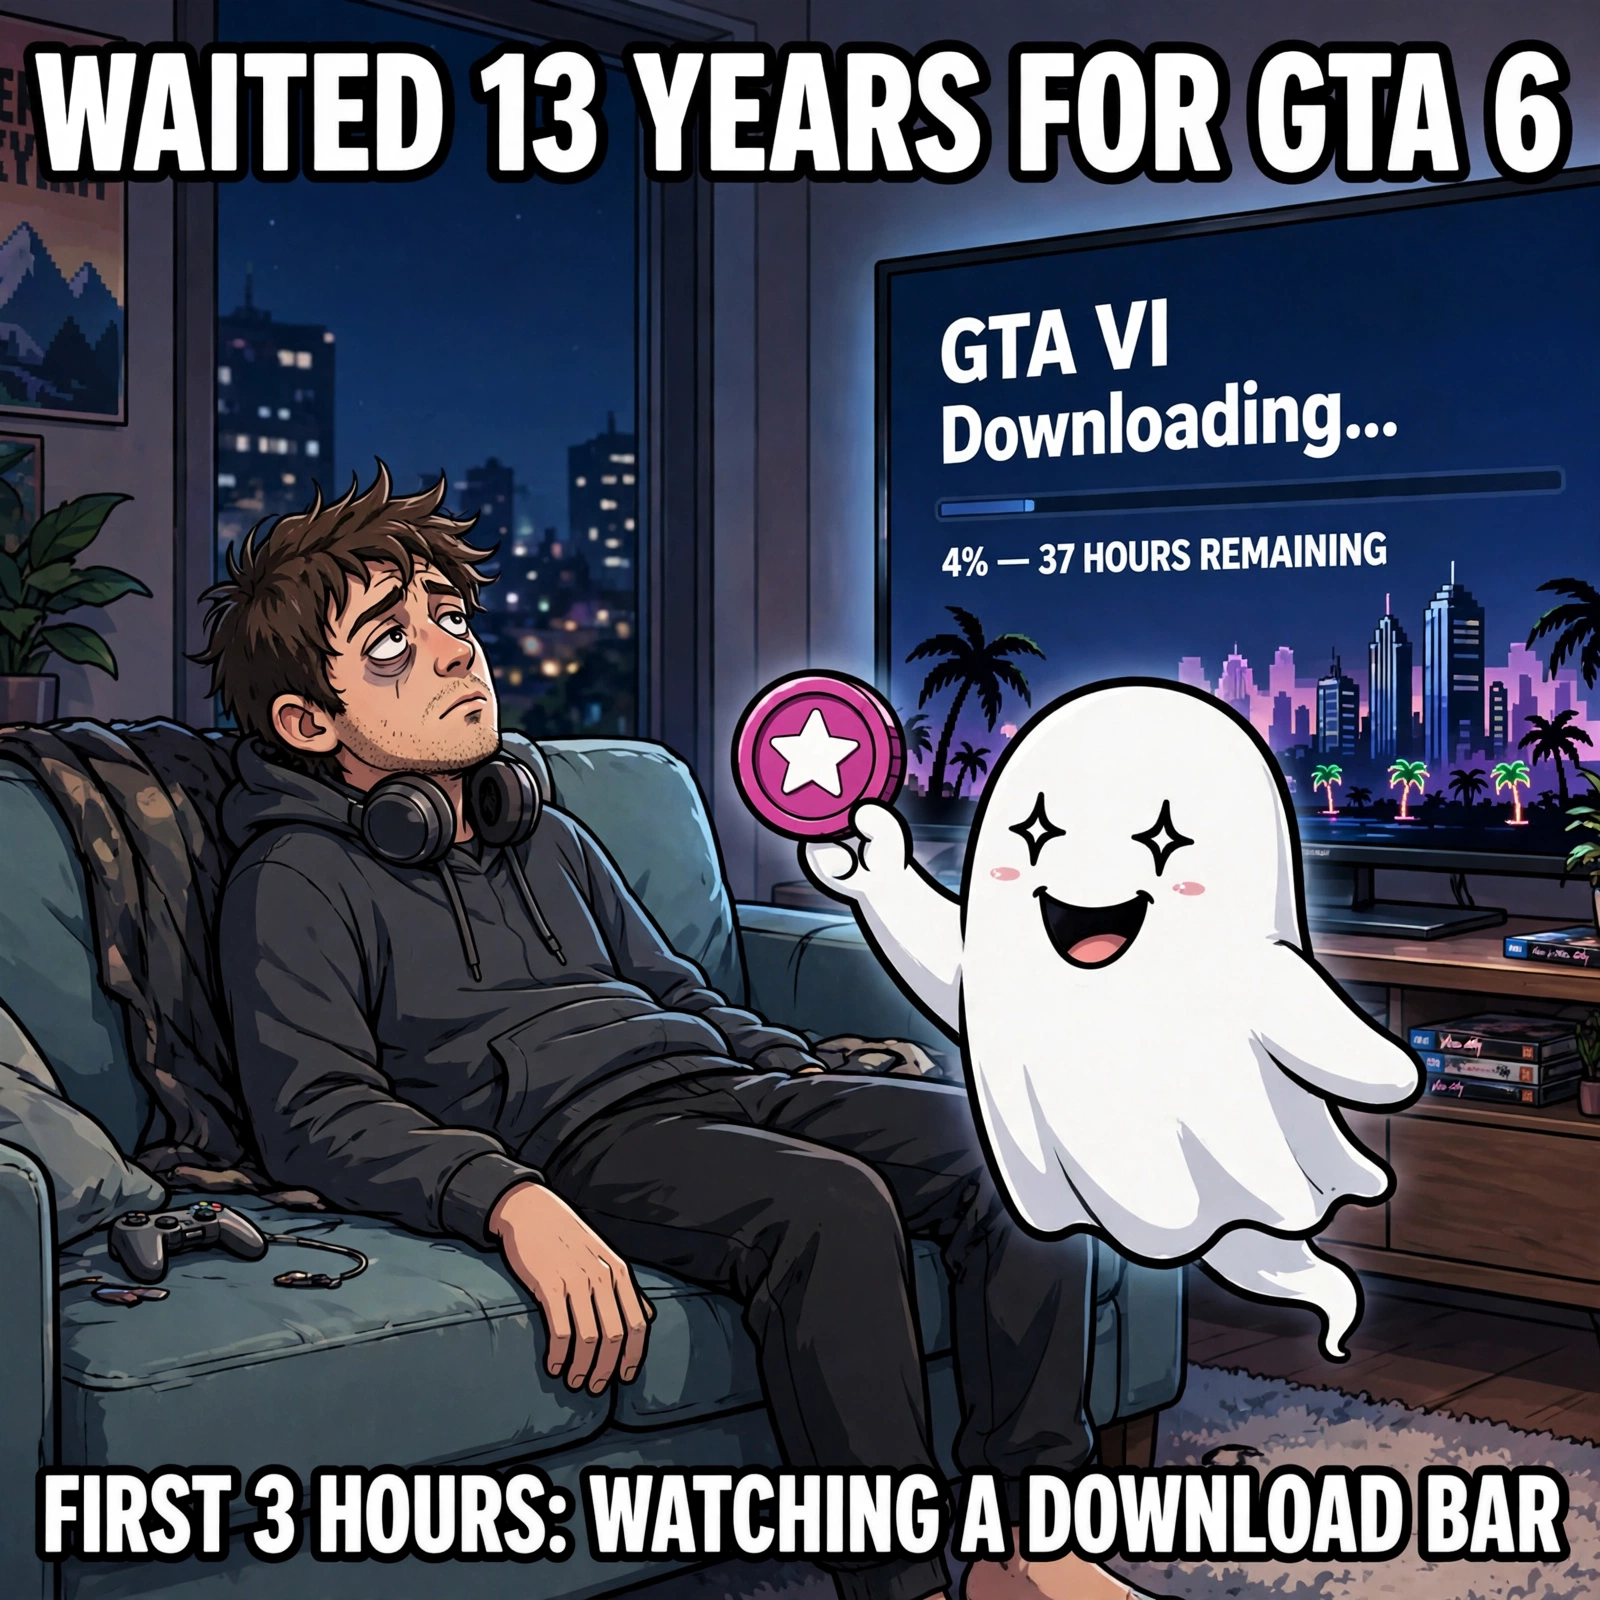 WAITED 13 YEARS FOR GTA 6
GTA VI
Downloading...
4% — 37 HOURS REMAINING
FIRST 3 HOURS: WATCHING A DOWNLOAD BAR